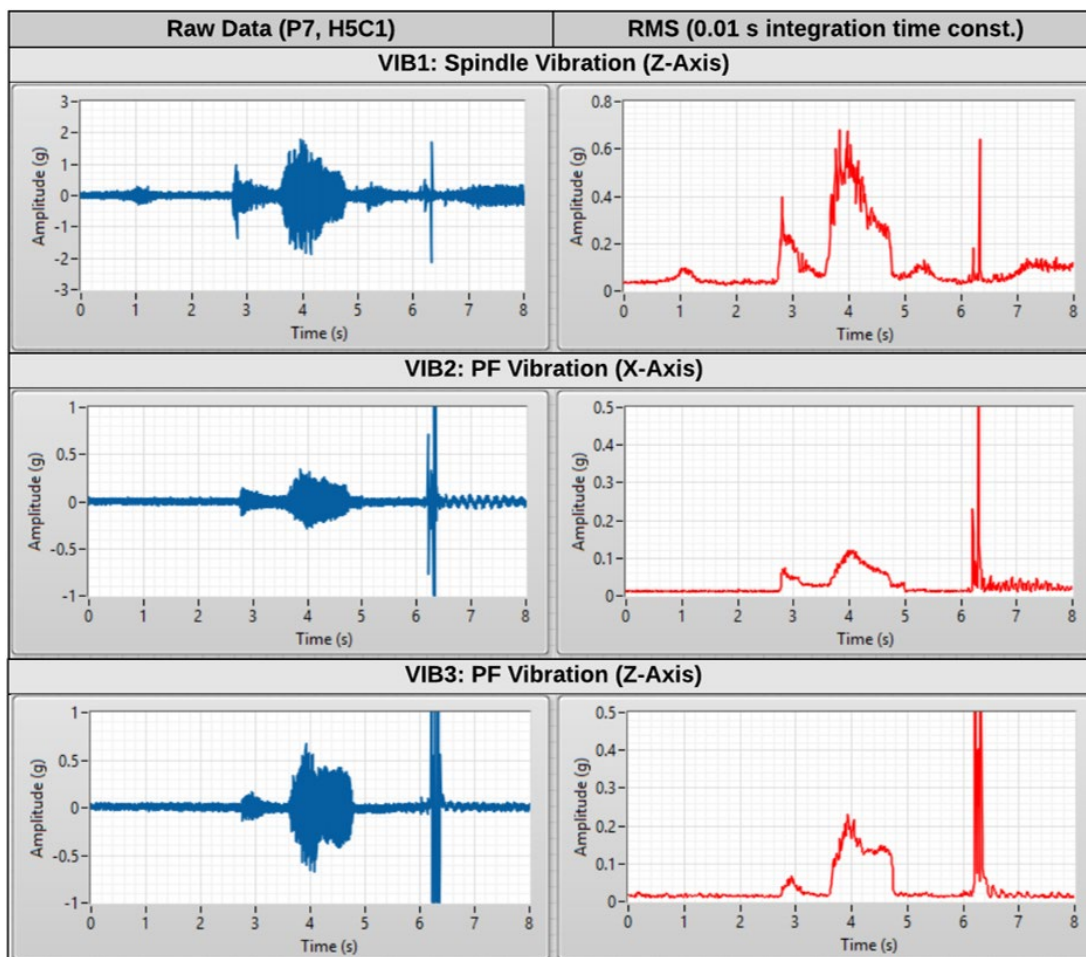 Raw Data (P7, H5C1)
RMS (0.01 s integration time const.)
VIB1: Spindle Vibration (Z-Axis)
Amplitude (g)
3
2
1
0
-1
-2
-3
0 1 2 3 4 5 6 7 8
Time (s)
Amplitude (g)
0.8
0.6
0.4
0.2
0
0 1 2 3 4 5 6 7 8
Time (s)
VIB2: PF Vibration (X-Axis)
Amplitude (g)
1
0.5
0
-0.5
-1
0 1 2 3 4 5 6 7 8
Time (s)
Amplitude (g)
0.5
0.4
0.3
0.2
0.1
0
0 1 2 3 4 5 6 7 8
Time (s)
VIB3: PF Vibration (Z-Axis)
Amplitude (g)
1
0.5
0
-0.5
-1
0 1 2 3 4 5 6 7 8
Time (s)
Amplitude (g)
0.5
0.4
0.3
0.2
0.1
0
0 1 2 3 4 5 6 7 8
Time (s)